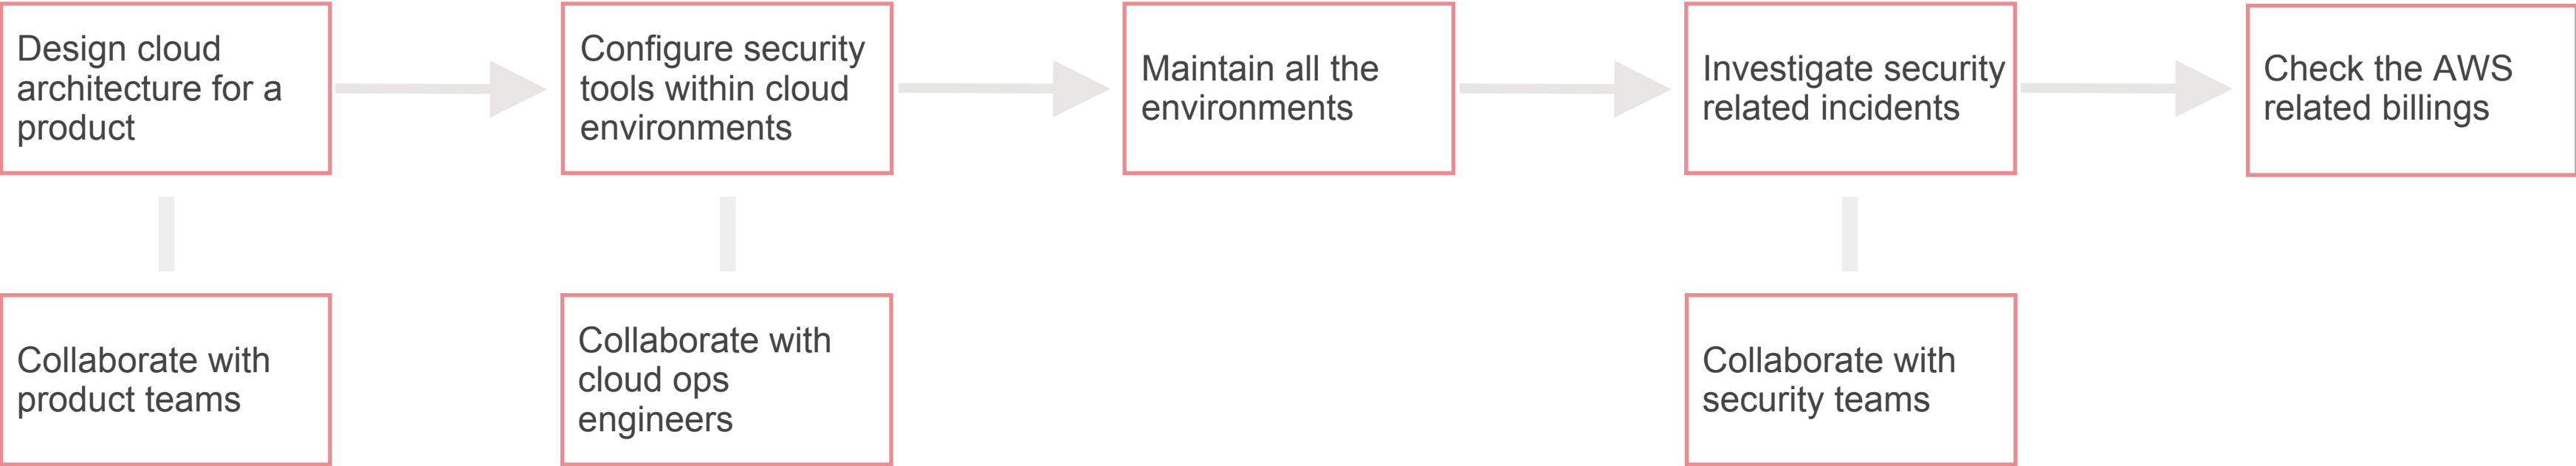 Design cloud
architecture for a
product
Configure security
tools within cloud
environments
Maintain all the
environments
Investigate security
related incidents
Check the AWS
related billings
Collaborate with
product teams
Collaborate with
cloud ops
engineers
Collaborate with
security teams